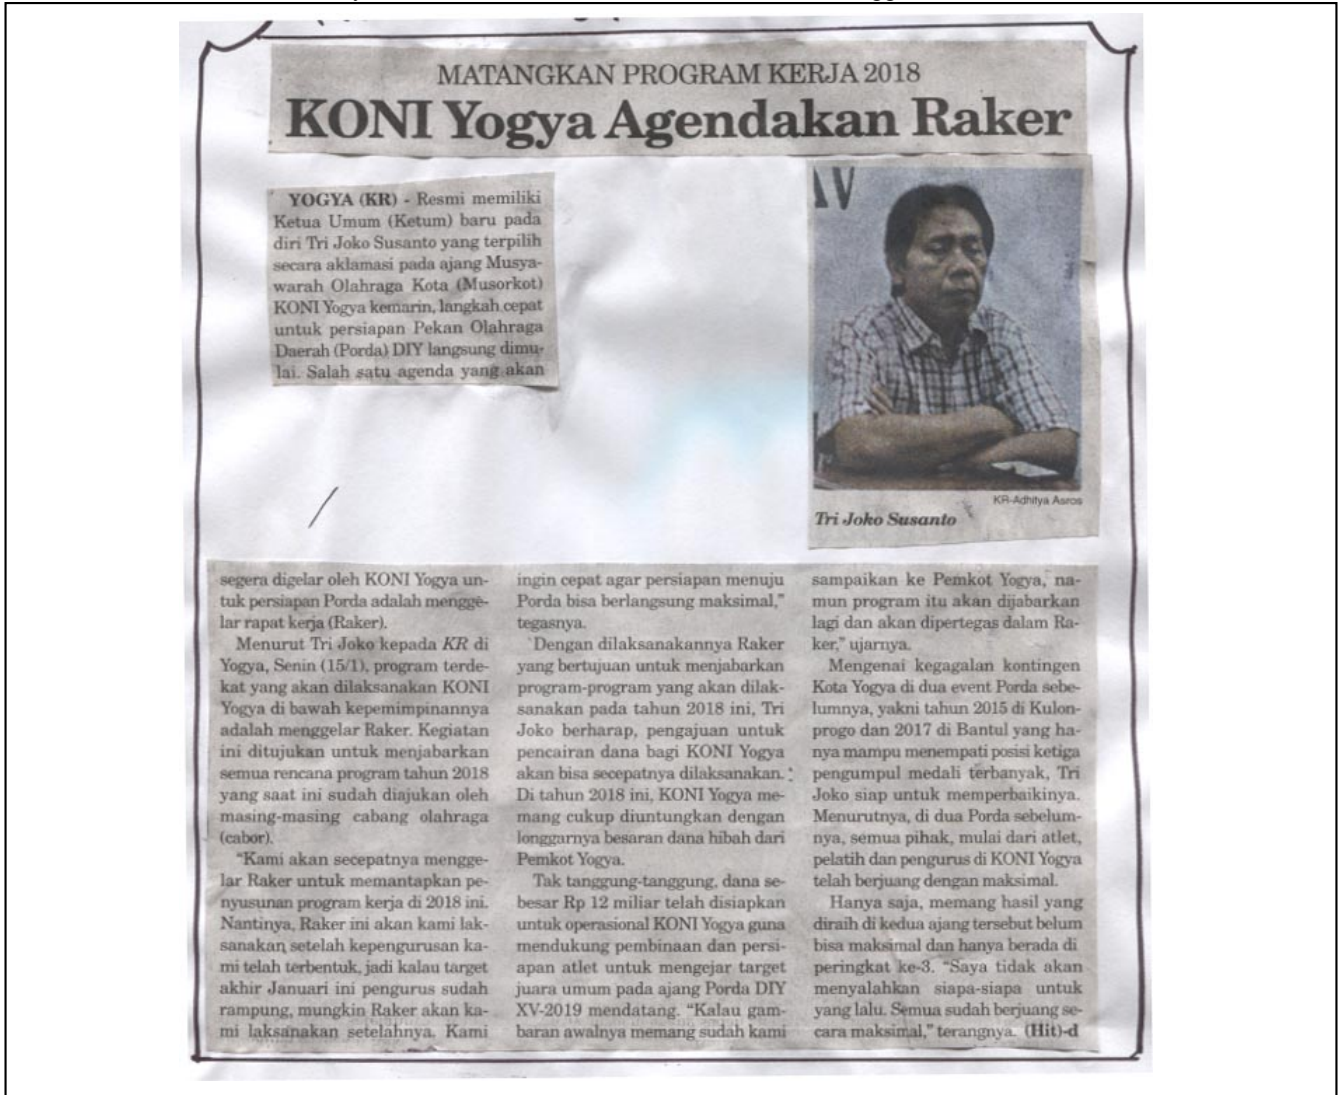 MATANGKAN PROGRAM KERJA 2018
KONI Yogya Agendakan Raker
YOGYA (KR) - Resmi memiliki
Ketua Umum (Ketum) baru pada
diri Tri Joko Susanto yang terpilih
secara aklamasi pada ajang Musya-
warah Olahraga Kota (Musorkot)
KONI Yogya kemarin, langkah cepat
untuk persiapan Pekan Olahraga
Daerah (Porda) DIY langsung dimu-
lai. Salah satu agenda yang akan
KR-Adhitya Asros
Tri Joko Susanto
segera digelar oleh KONI Yogya un-
tuk persiapan Porda adalah mengge-
lar rapat kerja (Raker).
Menurut Tri Joko kepada KR di
Yogya, Senin (15/1), program terde-
kat yang akan dilaksanakan KONI
Yogya di bawah kepemimpinannya
adalah menggelar Raker. Kegiatan
ini ditujukan untuk menjabarkan
semua rencana program tahun 2018
yang saat ini sudah diajukan oleh
masing-masing cabang olahraga
(cabor).
"Kami akan secepatnya mengge-
lar Raker untuk memantapkan pe-
nyusunan program kerja di 2018 ini.
Nantinya, Raker ini akan kami lak-
sanakan setelah kepengurusan ka-
mi telah terbentuk, jadi kalau target
akhir Januari ini pengurus sudah
rampung, mungkin Raker akan ka-
mi laksanakan setelahnya. Kami
ingin cepat agar persiapan menuju
Porda bisa berlangsung maksimal,"
tegasnya.
Dengan dilaksanakannya Raker
yang bertujuan untuk menjabarkan
program-program yang akan dilak-
sanakan pada tahun 2018 ini, Tri
Joko berharap, pengajuan untuk
pencairan dana bagi KONI Yogya
akan bisa secepatnya dilaksanakan.
Di tahun 2018 ini, KONI Yogya me-
mang cukup diuntungkan dengan
longgarnya besaran dana hibah dari
Pemkot Yogya.
Tak tanggung-tanggung, dana se-
besar Rp 12 miliar telah disiapkan
untuk operasional KONI Yogya guna
mendukung pembinaan dan persi-
apan atlet untuk mengejar target
juara umum pada ajang Porda DIY
XV-2019 mendatang. "Kalau gam-
baran awalnya memang sudah kami
sampaikan ke Pemkot Yogya, na-
mun program itu akan dijabarkan
lagi dan akan dipertegas dalam Ra-
ker," ujarnya.
Mengenai kegagalan kontingen
Kota Yogya di dua event Porda sebe-
lumnya, yakni tahun 2015 di Kulon-
progo dan 2017 di Bantul yang ha-
nya mampu menempati posisi ketiga
pengumpul medali terbanyak, Tri
Joko siap untuk memperbaikinya.
Menurutnya, di dua Porda sebelum-
nya, semua pihak, mulai dari atlet,
pelatih dan pengurus di KONI Yogya
telah berjuang dengan maksimal.
Hanya saja, memang hasil yang
diraih di kedua ajang tersebut belum
bisa maksimal dan hanya berada di
peringkat ke-3. "Saya tidak akan
menyalahkan siapa-siapa untuk
yang lalu. Semua sudah berjuang se-
cara maksimal," terangnya. (Hit)-d